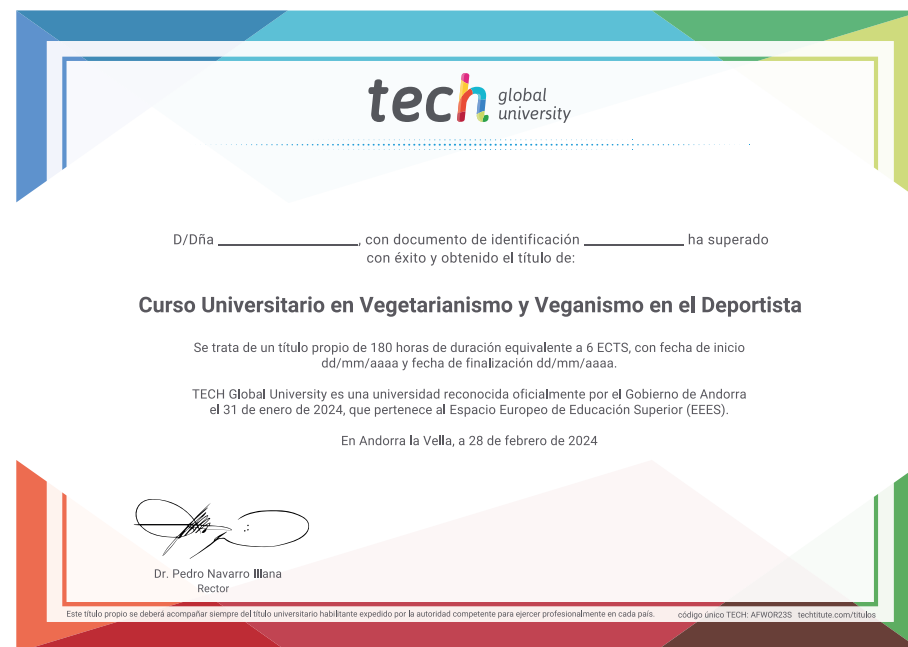 tech global university
D/Dña ____________________, con documento de identificación ______________ ha superado
con éxito y obtenido el título de:
Curso Universitario en Vegetarianismo y Veganismo en el Deportista
Se trata de un título propio de 180 horas de duración equivalente a 6 ECTS, con fecha de inicio
dd/mm/aaaa y fecha de finalización dd/mm/aaaa.
TECH Global University es una universidad reconocida oficialmente por el Gobierno de Andorra
el 31 de enero de 2024, que pertenece al Espacio Europeo de Educación Superior (EEES).
En Andorra la Vella, a 28 de febrero de 2024
Dr. Pedro Navarro Illana
Rector
Este título propio se deberá acompañar siempre del título universitario habilitante expedido por la autoridad competente para ejercer profesionalmente en cada país. código único TECH: AFWOR23S techtitute.com/titulos